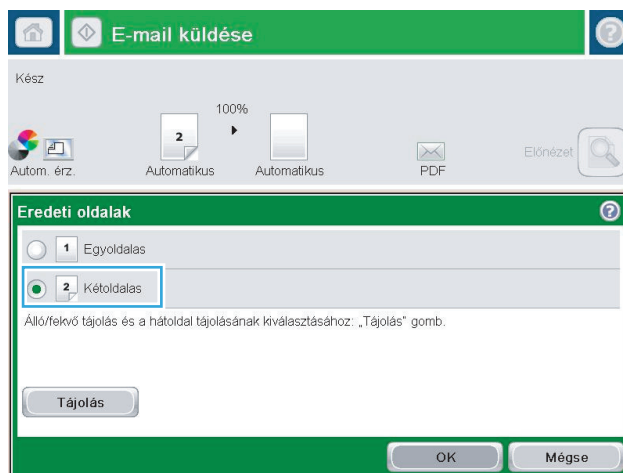 E-mail küldése
Kész
100%
2
Autom. érz.
Automatikus
Automatikus
PDF
Előnézet
Eredeti oldalak
1 Egyoldalas
2 Kétoldalas
Álló/fekvő tájolás és a hátoldal tájolásának kiválasztásához: „Tájolás" gomb.
Tájolás
OK
Mégse